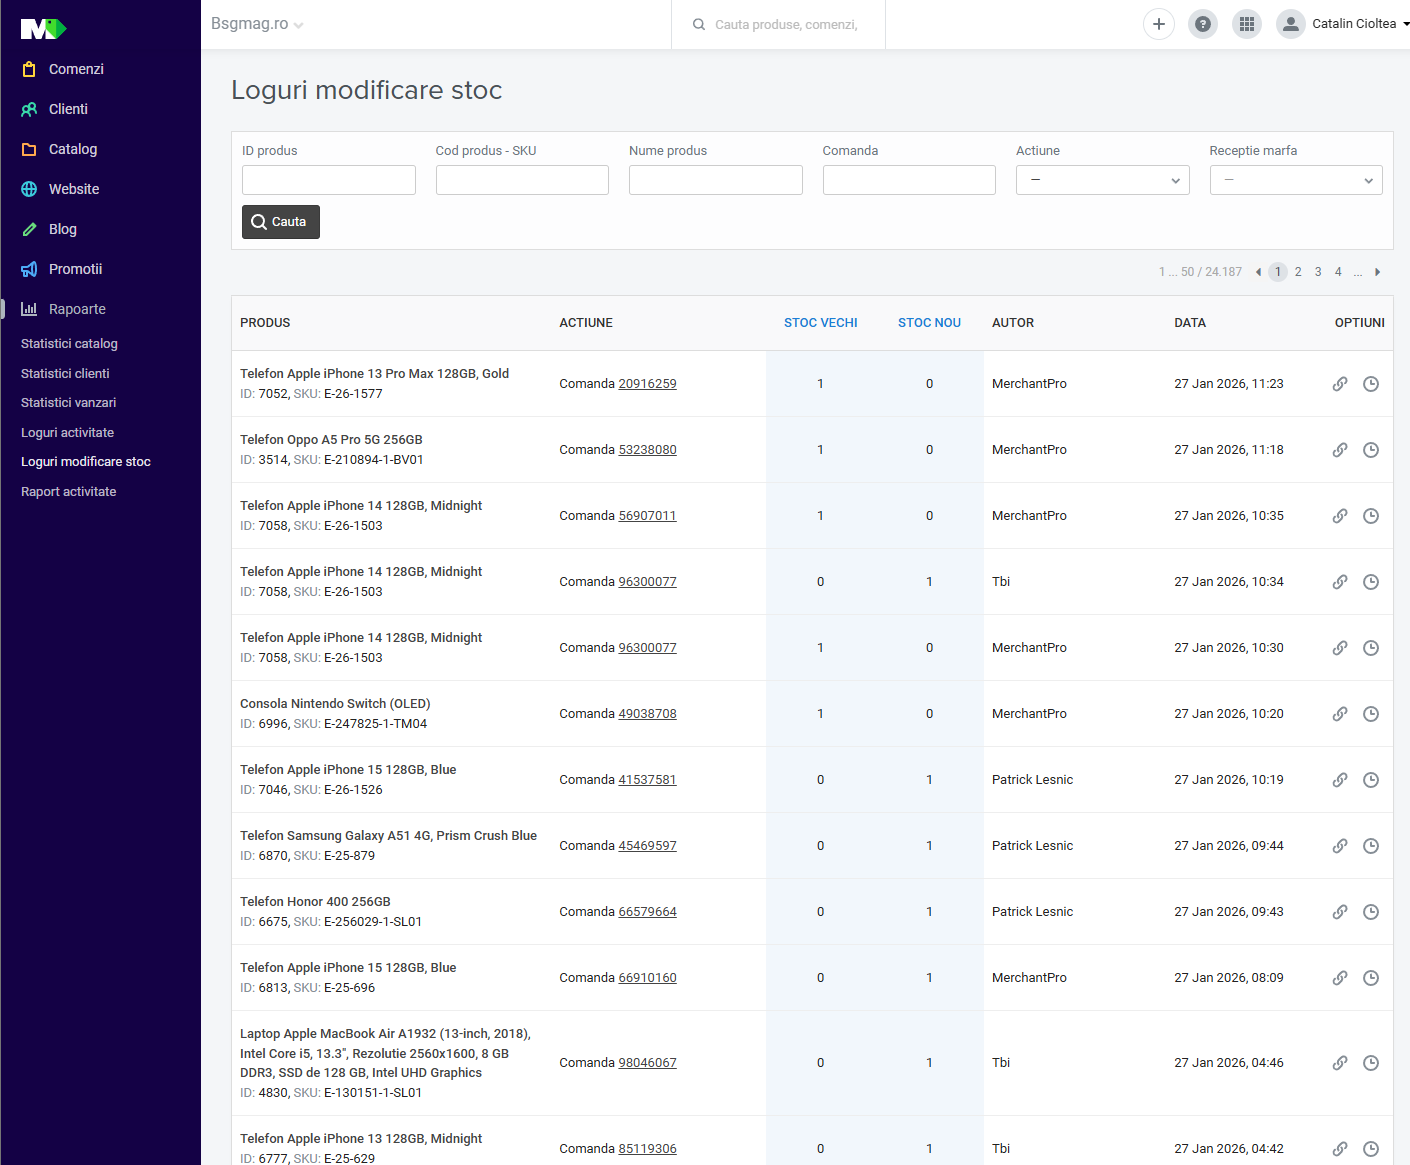 Bsgmag.ro
Cauta produse, comenzi,
Catalin Cioltea
Comenzi
Clienti
Catalog
Website
Blog
Promotii
Rapoarte
Statistici catalog
Statistici clienti
Statistici vanzari
Loguri activitate
Loguri modificare stoc
Raport activitate
Loguri modificare stoc
ID produs
Cod produs - SKU
Nume produs
Comanda
Actiune
—
Receptie marfa
—
Cauta
1 ... 50 / 24.187 1 2 3 4 ...
PRODUS ACTIUNE STOC VECHI STOC NOU AUTOR DATA OPTIUNI
Telefon Apple iPhone 13 Pro Max 128GB, Gold
ID: 7052, SKU: E-26-1577
Comanda 20916259 1 0 MerchantPro 27 Jan 2026, 11:23
Telefon Oppo A5 Pro 5G 256GB
ID: 3514, SKU: E-210894-1-BV01
Comanda 53238080 1 0 MerchantPro 27 Jan 2026, 11:18
Telefon Apple iPhone 14 128GB, Midnight
ID: 7058, SKU: E-26-1503
Comanda 56907011 1 0 MerchantPro 27 Jan 2026, 10:35
Telefon Apple iPhone 14 128GB, Midnight
ID: 7058, SKU: E-26-1503
Comanda 96300077 0 1 Tbi 27 Jan 2026, 10:34
Telefon Apple iPhone 14 128GB, Midnight
ID: 7058, SKU: E-26-1503
Comanda 96300077 1 0 MerchantPro 27 Jan 2026, 10:30
Consola Nintendo Switch (OLED)
ID: 6996, SKU: E-247825-1-TM04
Comanda 49038708 1 0 MerchantPro 27 Jan 2026, 10:20
Telefon Apple iPhone 15 128GB, Blue
ID: 7046, SKU: E-26-1526
Comanda 41537581 0 1 Patrick Lesnic 27 Jan 2026, 10:19
Telefon Samsung Galaxy A51 4G, Prism Crush Blue
ID: 6870, SKU: E-25-879
Comanda 45469597 0 1 Patrick Lesnic 27 Jan 2026, 09:44
Telefon Honor 400 256GB
ID: 6675, SKU: E-256029-1-SL01
Comanda 66579664 0 1 Patrick Lesnic 27 Jan 2026, 09:43
Telefon Apple iPhone 15 128GB, Blue
ID: 6813, SKU: E-25-696
Comanda 66910160 0 1 MerchantPro 27 Jan 2026, 08:09
Laptop Apple MacBook Air A1932 (13-inch, 2018),
Intel Core i5, 13.3", Rezolutie 2560x1600, 8 GB
DDR3, SSD de 128 GB, Intel UHD Graphics
ID: 4830, SKU: E-130151-1-SL01
Comanda 98046067 0 1 Tbi 27 Jan 2026, 04:46
Telefon Apple iPhone 13 128GB, Midnight
ID: 6777, SKU: E-25-629
Comanda 85119306 0 1 Tbi 27 Jan 2026, 04:42